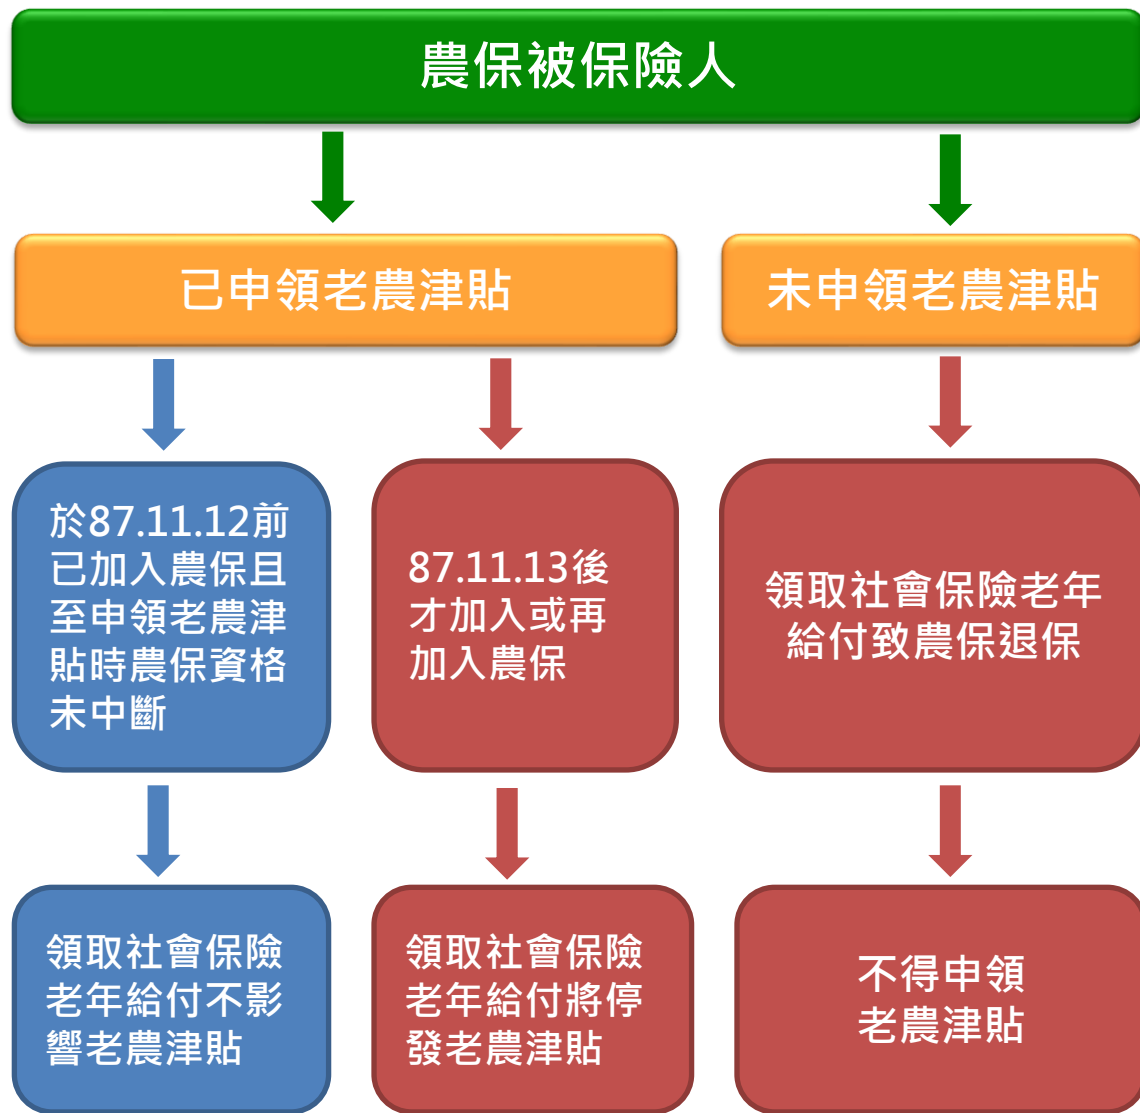 農保被保險人
已申領老農津貼
未申領老農津貼
於87.11.12前
已加入農保且
至申領老農津
貼時農保資格
未中斷
87.11.13後
才加入或再
加入農保
領取社會保險老年
給付致農保退保
領取社會保險
老年給付不影
響老農津貼
領取社會保險
老年給付將停
發老農津貼
不得申領
老農津貼